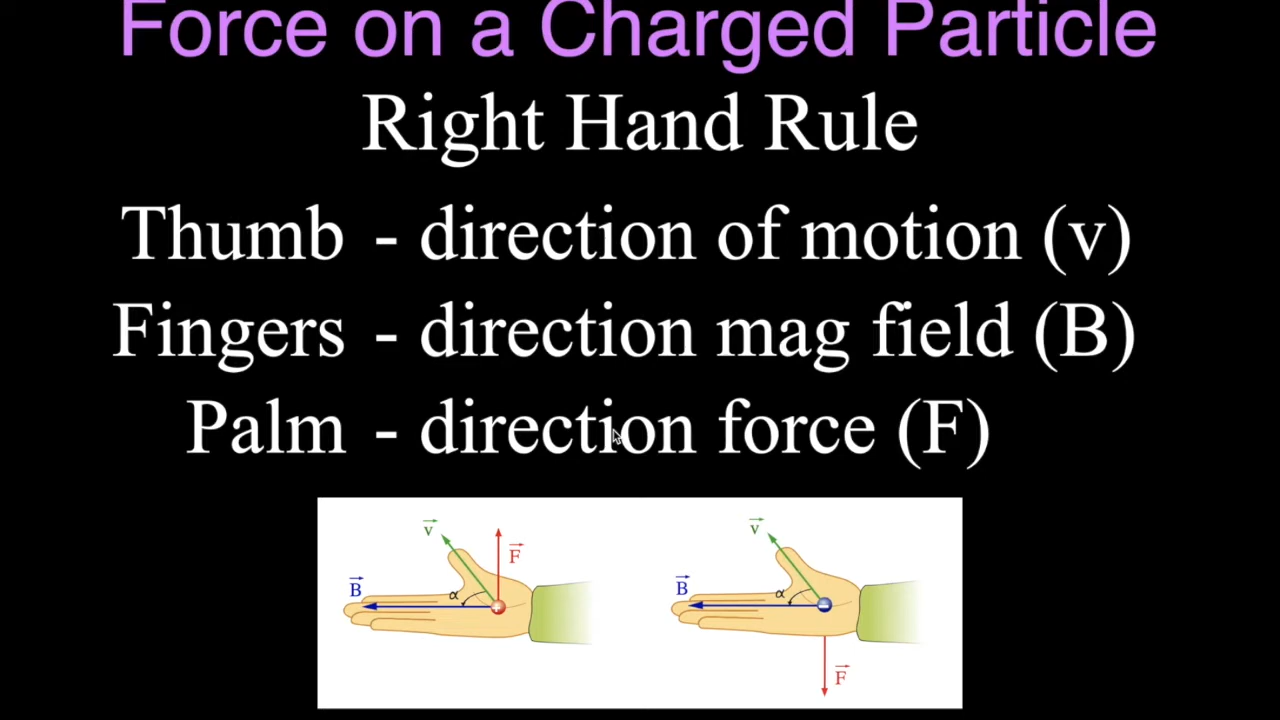 Force on a Charged Particle
Right Hand Rule
Thumb - direction of motion (v)
Fingers - direction mag field (B)
Palm - direction force (F)
v F
B α
+
v
B α
−
F